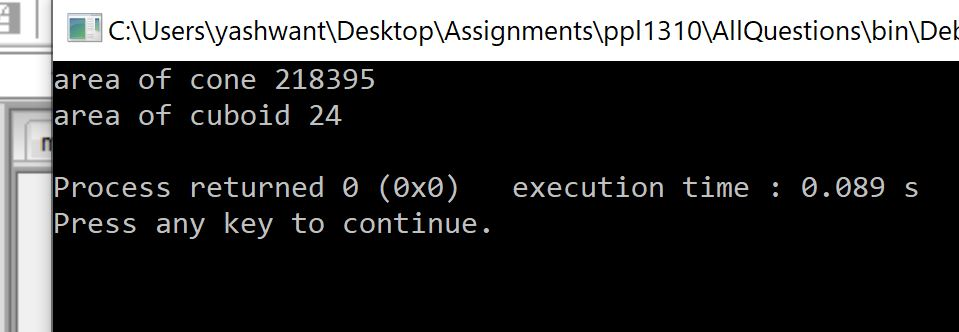 C:\Users\yashwant\Desktop\Assignments\ppl1310\AllQuestions\bin\Deb
area of cone 218395
area of cuboid 24
Process returned 0 (0x0)   execution time : 0.089 s
Press any key to continue.